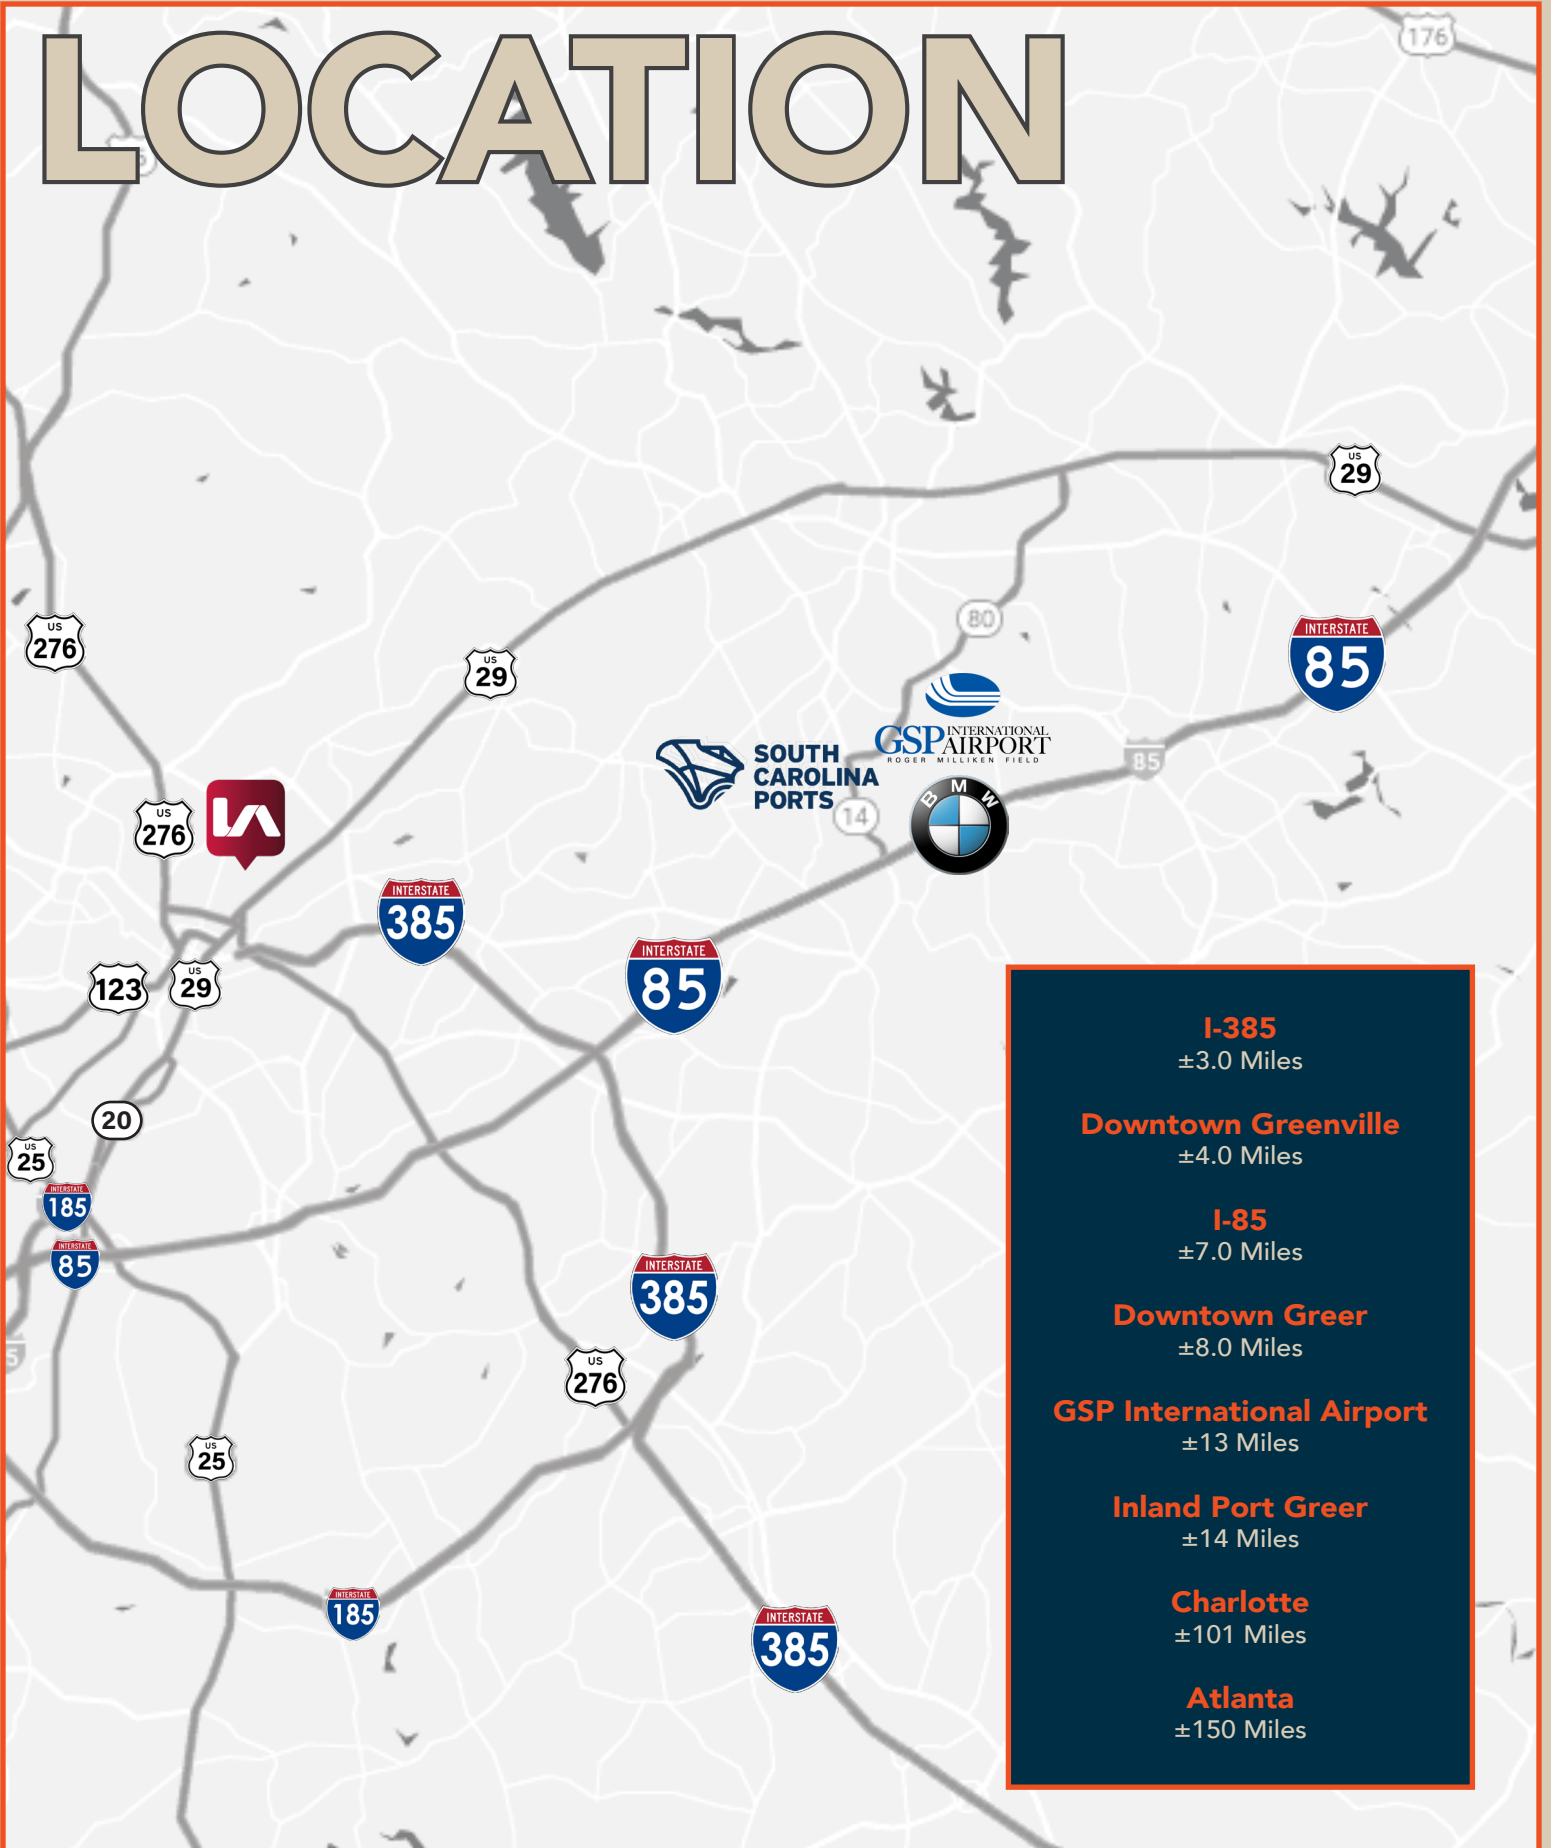 LOCATION
176
US
29
80
US
276
US
29
INTERSTATE
85
GSP INTERNATIONAL
AIRPORT
ROGER MILLIKEN FIELD
SOUTH
CAROLINA
PORTS
85
BMW
14
US
276
LA
INTERSTATE
385
INTERSTATE
85
123
US
29
20
US
25
INTERSTATE
185
INTERSTATE
85
INTERSTATE
385
US
276
US
25
INTERSTATE
185
INTERSTATE
385
I-385
±3.0 Miles
Downtown Greenville
±4.0 Miles
I-85
±7.0 Miles
Downtown Greer
±8.0 Miles
GSP International Airport
±13 Miles
Inland Port Greer
±14 Miles
Charlotte
±101 Miles
Atlanta
±150 Miles